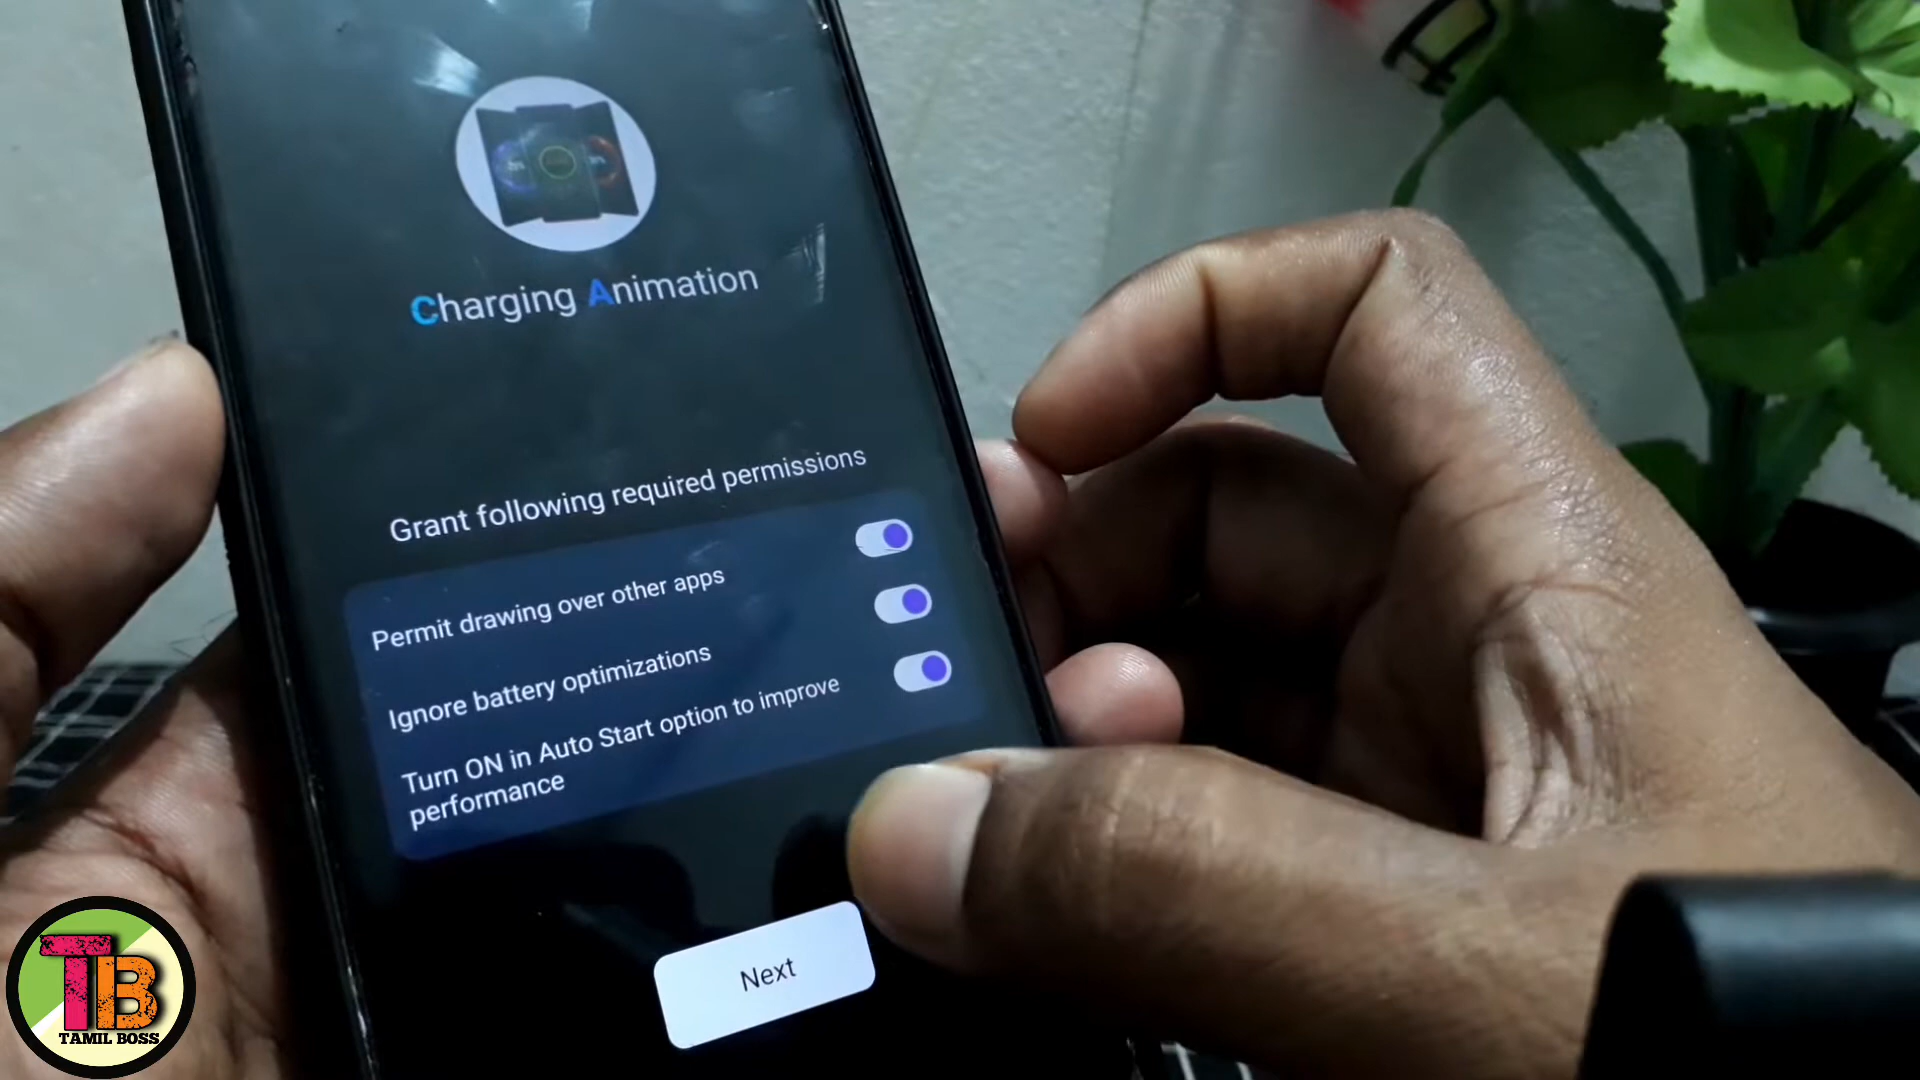 Charging Animation
Grant following required permissions
Permit drawing over other apps
Ignore battery optimizations
Turn ON in Auto Start option to improve
performance
Next
TB
TAMIL BOSS